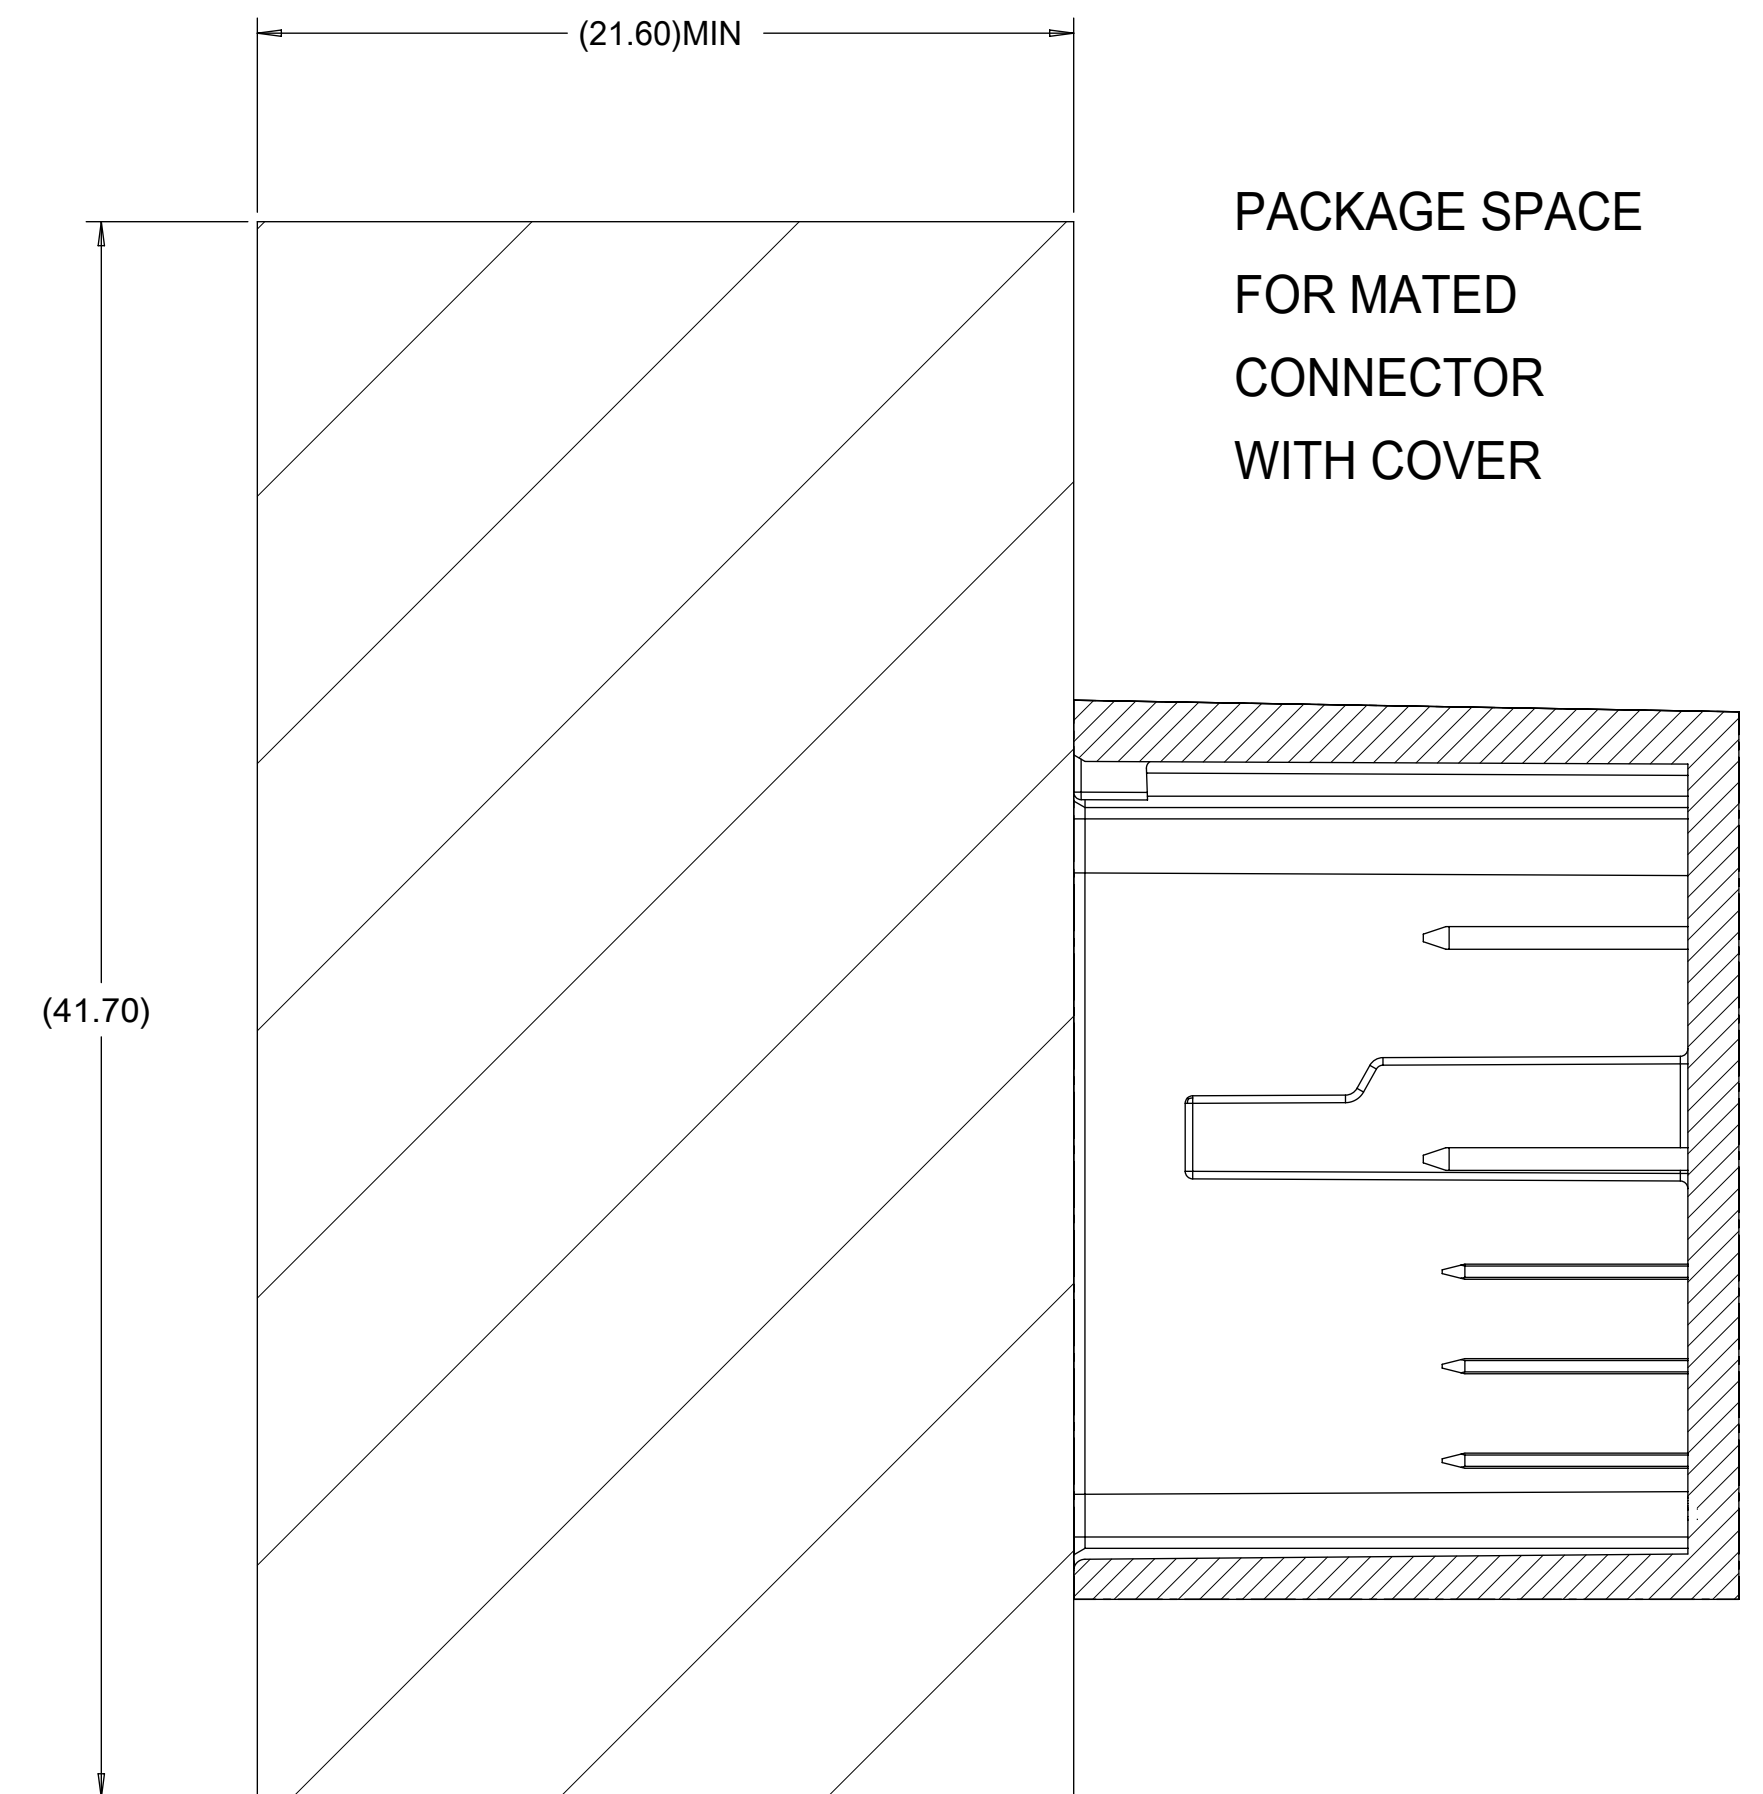 (21.60)MIN
PACKAGE SPACE
FOR MATED
CONNECTOR
WITH COVER
(41.70)